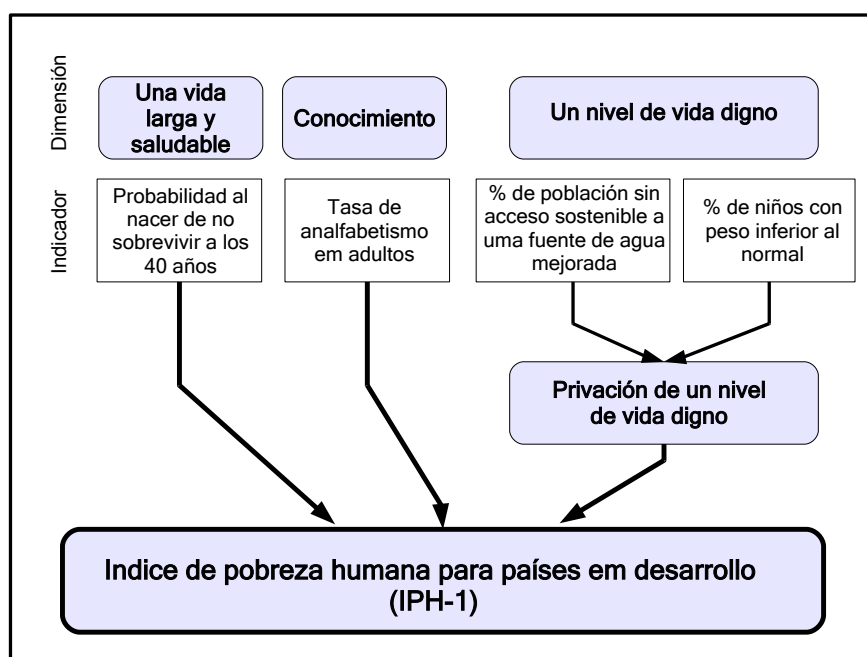 Dimensión
Una vida
larga y
saludable
Conocimiento
Un nivel de vida digno
Indicador
Probabilidad al
nacer de no
sobrevivir a los
40 años
Tasa de
analfabetismo
em adultos
% de población sin
acceso sostenible a
uma fuente de agua
mejorada
% de niños con
peso inferior al
normal
Privación de un nivel
de vida digno
Indice de pobreza humana para países em desarrollo
(IPH-1)